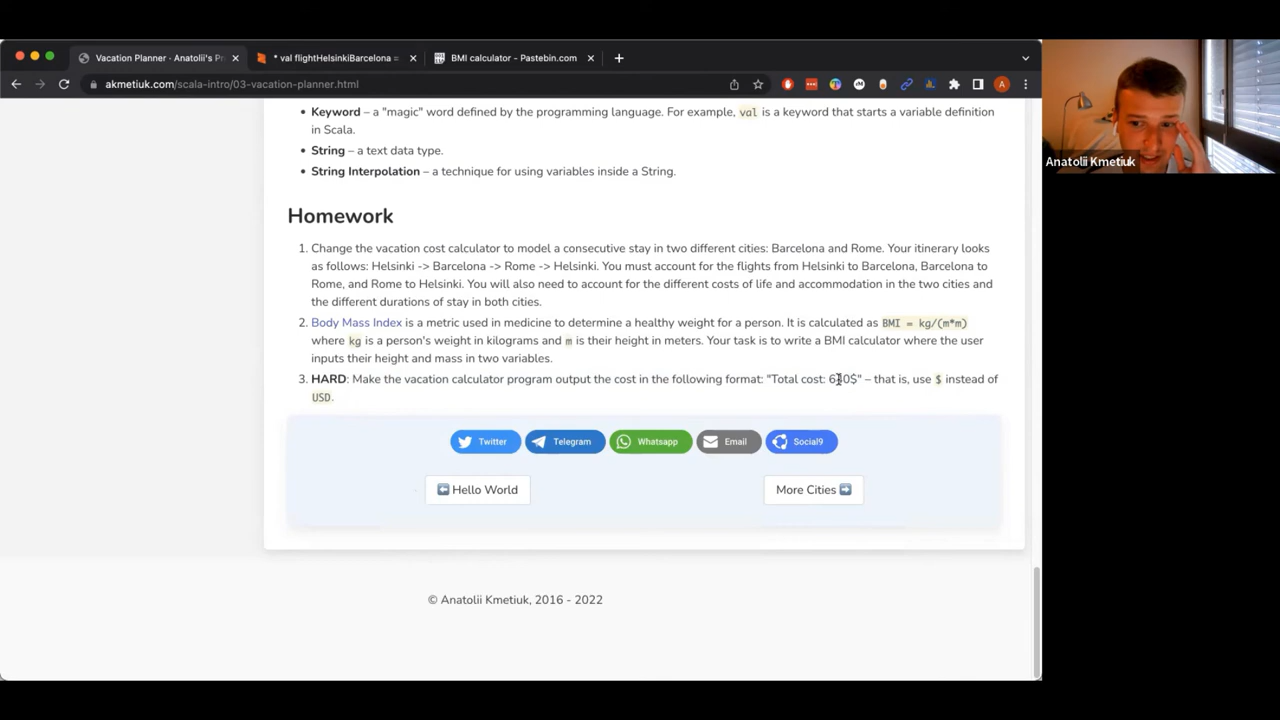 Vacation Planner - Anatolii's Pr
* val flightHelsinkiBarcelona =
BMI calculator - Pastebin.com
akmetiuk.com/scala-intro/03-vacation-planner.html
Keyword – a "magic" word defined by the programming language. For example, val is a keyword that starts a variable definition
in Scala.
String – a text data type.
String Interpolation – a technique for using variables inside a String.
Homework
1. Change the vacation cost calculator to model a consecutive stay in two different cities: Barcelona and Rome. Your itinerary looks
as follows: Helsinki -> Barcelona -> Rome -> Helsinki. You must account for the flights from Helsinki to Barcelona, Barcelona to
Rome, and Rome to Helsinki. You will also need to account for the different costs of life and accommodation in the two cities and
the different durations of stay in both cities.
2. Body Mass Index is a metric used in medicine to determine a healthy weight for a person. It is calculated as BMI = kg/(m*m)
where kg is a person's weight in kilograms and m is their height in meters. Your task is to write a BMI calculator where the user
inputs their height and mass in two variables.
3. HARD: Make the vacation calculator program output the cost in the following format: "Total cost: – that is, use $ instead of
USD.
Twitter
Telegram
Whatsapp
Email
Social9
Hello World
More Cities
© Anatolii Kmetiuk, 2016 - 2022
A
Anatolii Kmetiuk